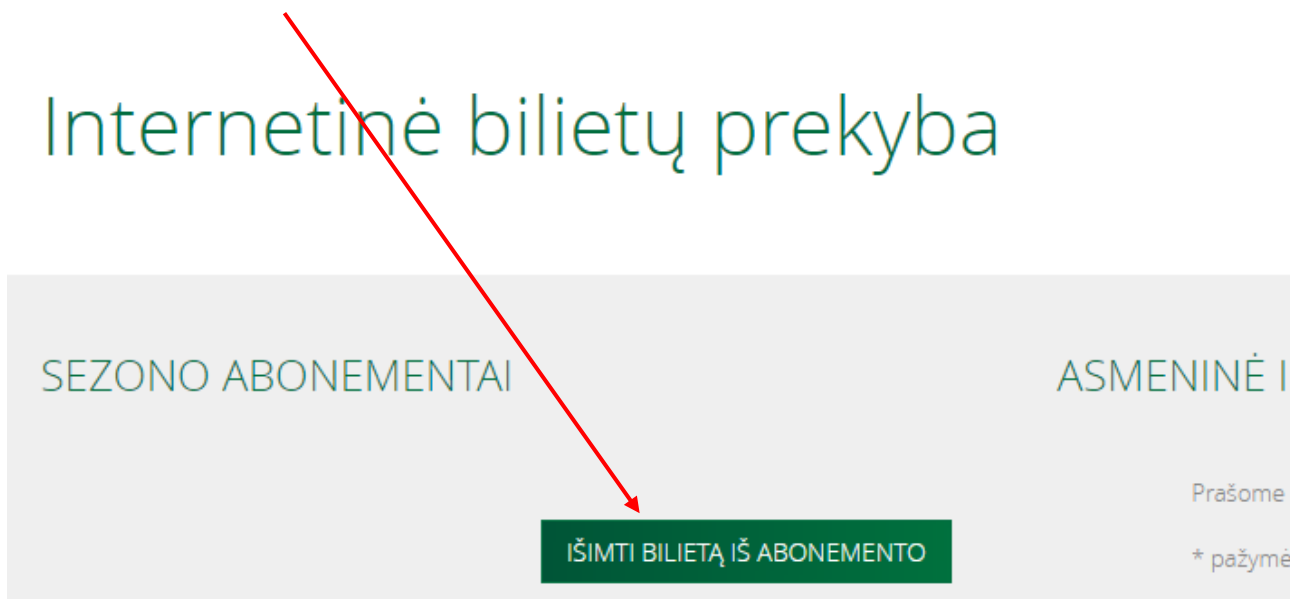 Internetinė bilietų prekyba
SEZONO ABONEMENTAI
ASMENINĖ I
Prašome
IŠIMTI BILIETĄ IŠ ABONEMENTO
* pažymė